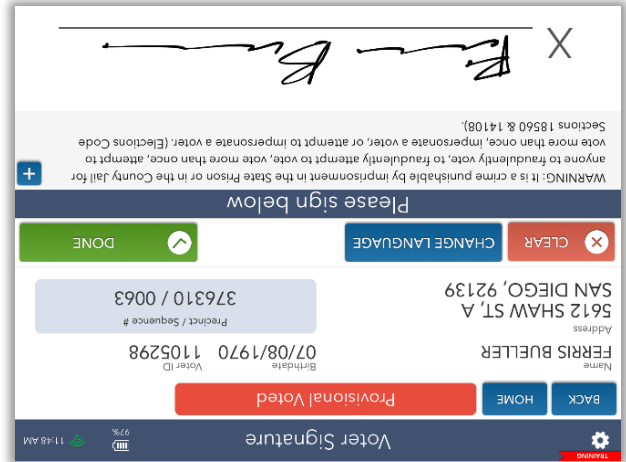 TRAINING
Voter Signature
97%
11:48 AM
BACK
HOME
Provisional Voted
Name
FERRIS BUELLER
Birthdate
07/08/1970
Voter ID
1105298
Address
5612 SHAW ST, A
SAN DIEGO, 92139
Precinct / Sequence #
376310 / 0063
CLEAR
CHANGE LANGUAGE
DONE
Please sign below
WARNING: It is a crime punishable by imprisonment in the State Prison or in the County Jail for
anyone to fraudulently vote, to fraudulently attempt to vote, vote more than once, attempt to
vote more than once, impersonate a voter, or attempt to impersonate a voter. (Elections Code
Sections 18560 & 14108).
+
X